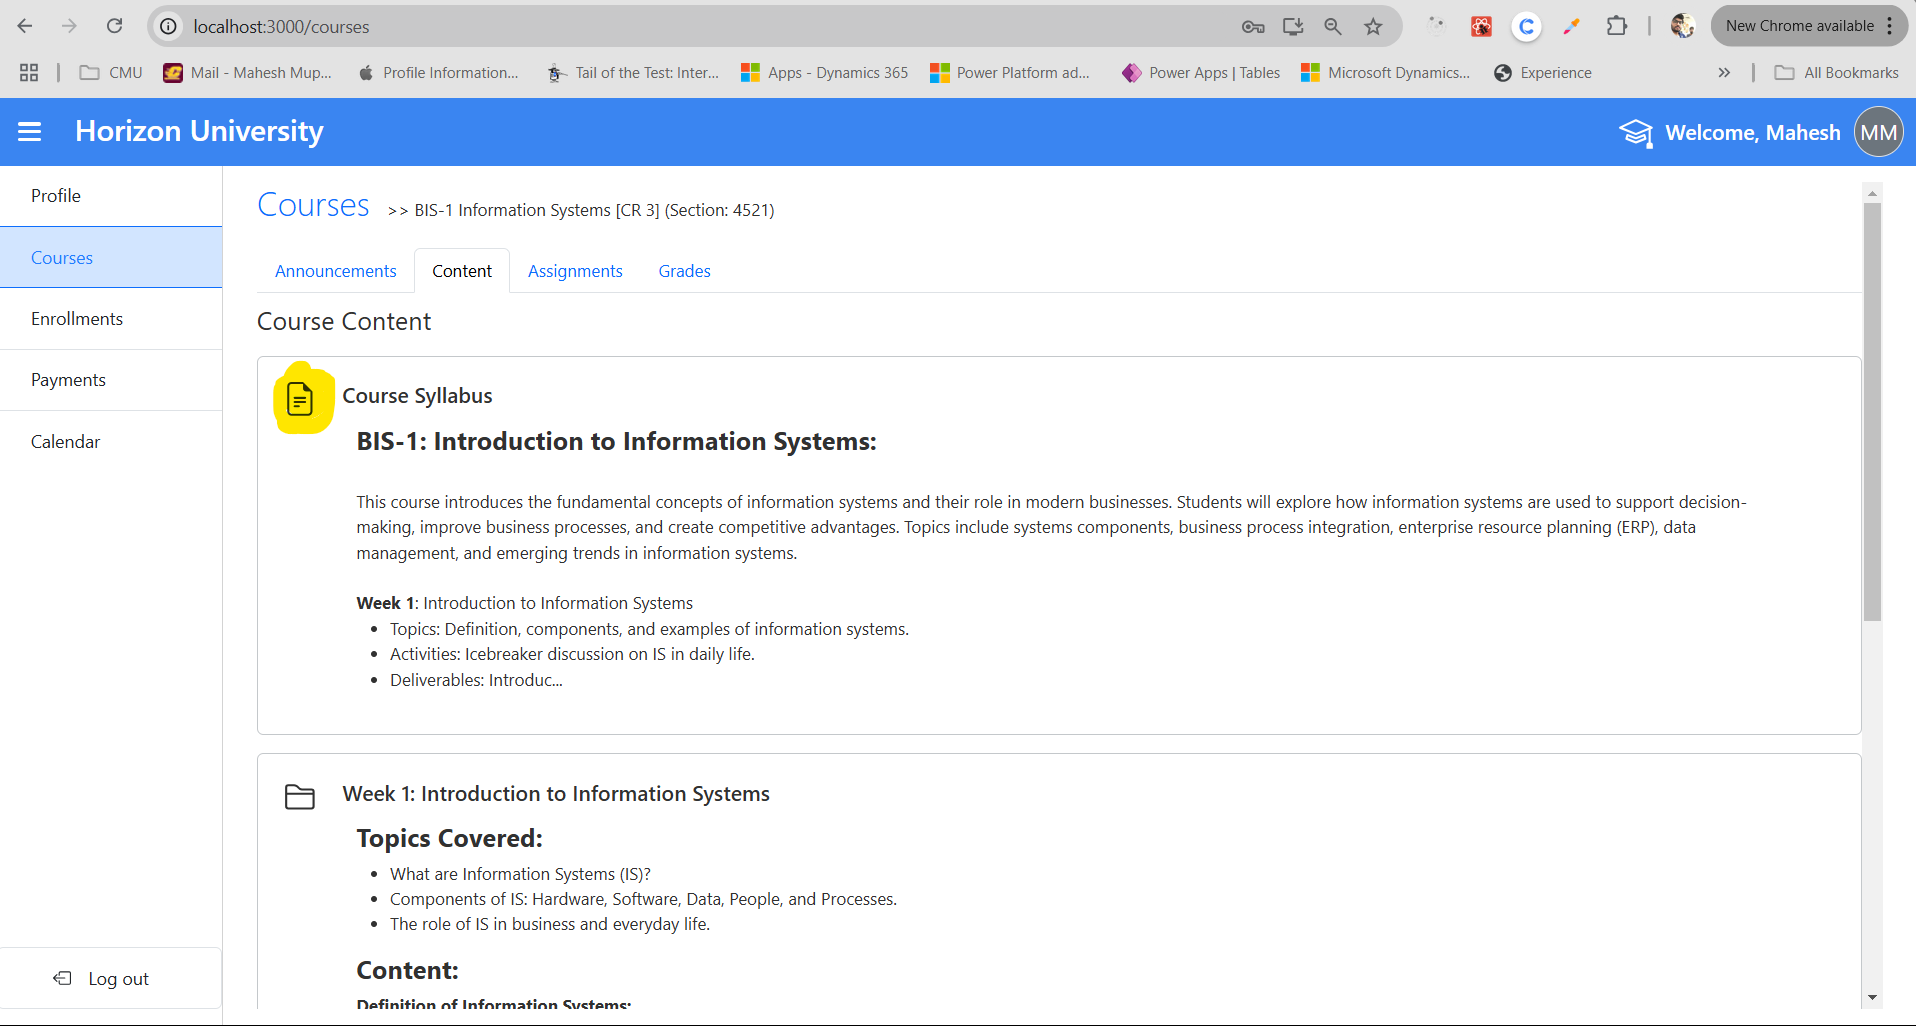 localhost:3000/courses
New Chrome available
CMU
Mail - Mahesh Mup...
Profile Information...
Tail of the Test: Inter...
Apps - Dynamics 365
Power Platform ad...
Power Apps | Tables
Microsoft Dynamics...
Experience
All Bookmarks
Horizon University
Welcome, Mahesh
MM
Profile
Courses
Enrollments
Payments
Calendar
Log out
Courses >> BIS-1 Information Systems [CR 3] (Section: 4521)
Announcements
Content
Assignments
Grades
Course Content
Course Syllabus
BIS-1: Introduction to Information Systems:
This course introduces the fundamental concepts of information systems and their role in modern businesses. Students will explore how information systems are used to support decision-
making, improve business processes, and create competitive advantages. Topics include systems components, business process integration, enterprise resource planning (ERP), data
management, and emerging trends in information systems.
Week 1: Introduction to Information Systems
• Topics: Definition, components, and examples of information systems.
• Activities: Icebreaker discussion on IS in daily life.
• Deliverables: Introduc...
Week 1: Introduction to Information Systems
Topics Covered:
• What are Information Systems (IS)?
• Components of IS: Hardware, Software, Data, People, and Processes.
• The role of IS in business and everyday life.
Content:
Definition of Information Systems: